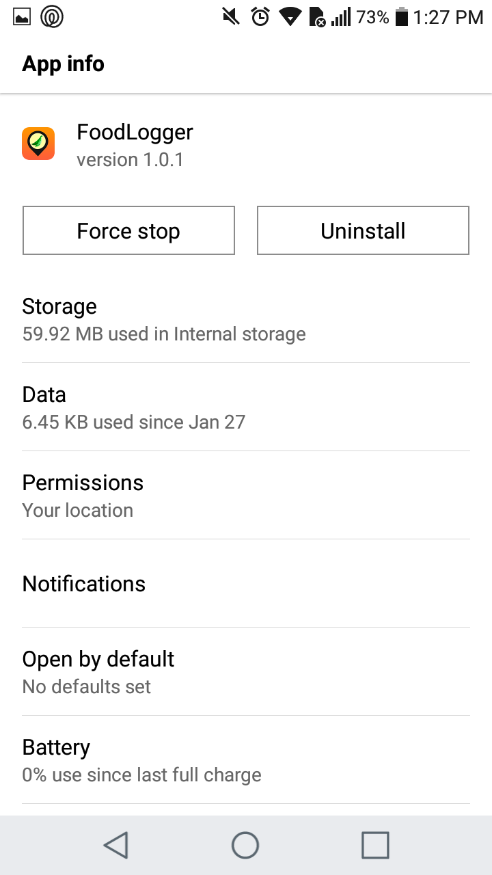 73% 1:27 PM
App info
FoodLogger
version 1.0.1
Force stop Uninstall
Storage
59.92 MB used in Internal storage
Data
6.45 KB used since Jan 27
Permissions
Your location
Notifications
Open by default
No defaults set
Battery
0% use since last full charge